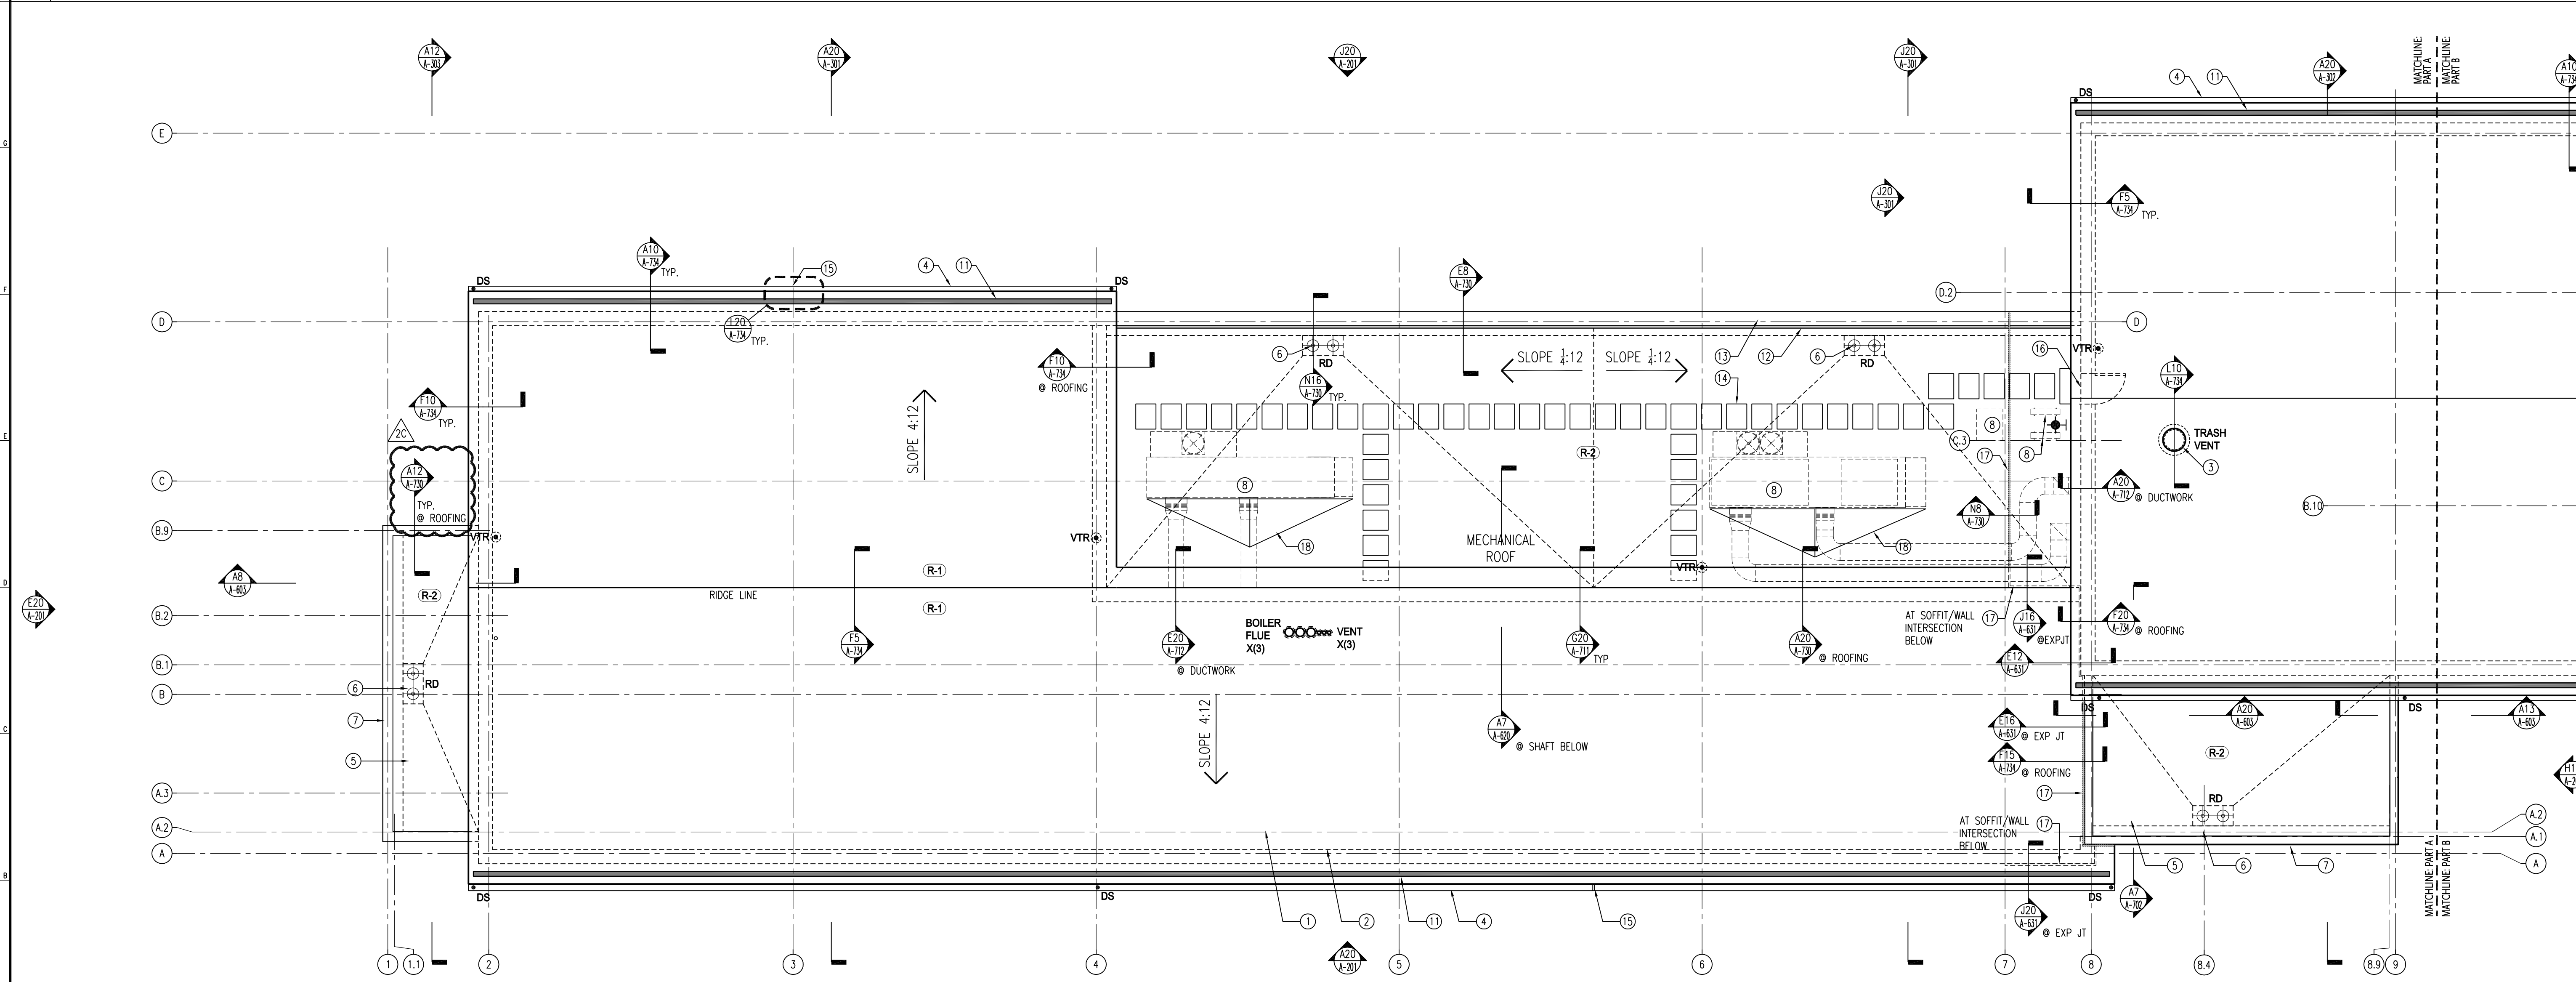 A12
A-303
A20
A-301
J20
A-201
J20
A-301
MATCHLINE:
PART A
MATCHLINE:
PART B
A20
A-302
4
11
DS
E
G
J20
A-301
F5
A-734
TYP.
A10
A-734
TYP.
15
4
11
DS
DS
E8
A-730
D.2
F
L20
A-734
TYP.
D
D
F10
A-734
@ ROOFING
6
RD
N16
A-730
TYP.
SLOPE 1/4:12
SLOPE 1/4:12
13
12
14
6
RD
16
VTR
L10
A-734
TRASH
VENT
3
F10
A-734
TYP.
2C
SLOPE 4:12
E
A12
A-730
TYP.
@ ROOFING
C
8
R-2
8
C.3
8
17
8
A20
A-712
@ DUCTWORK
B.10
N8
A-730
B.9
VTR
VTR
18
MECHANICAL
ROOF
18
VTR
A8
A-603
D
E20
A-201
R-2
RIDGE LINE
R-1
R-1
B.2
F5
A-734
E20
A-712
@ DUCTWORK
BOILER
FLUE
X(3)
VENT
X(3)
G20
A-711
TYP
A20
A-730
@ ROOFING
AT SOFFIT/WALL
INTERSECTION
BELOW
17
J16
A-631
@EXPJT
F20
A-734
@ ROOFING
E12
A-631
B.1
B
6
RD
7
5
SLOPE 4:12
A7
A-620
@ SHAFT BELOW
E16
A-631
@ EXP JT
F15
A-734
@ ROOFING
DS
DS
A20
A-603
A13
A-603
R-2
RD
C
A.3
A.2
A
17
AT SOFFIT/WALL
INTERSECTION
BELOW
17
A.2
A.1
A
B
5
6
7
A7
A-702
DS
DS
DS
1
2
11
4
15
J20
A-631
@ EXP JT
MATCHLINE: PART A
MATCHLINE: PART B
A20
A-201
1
1.1
2
3
4
5
6
7
8
8.4
8.9
9